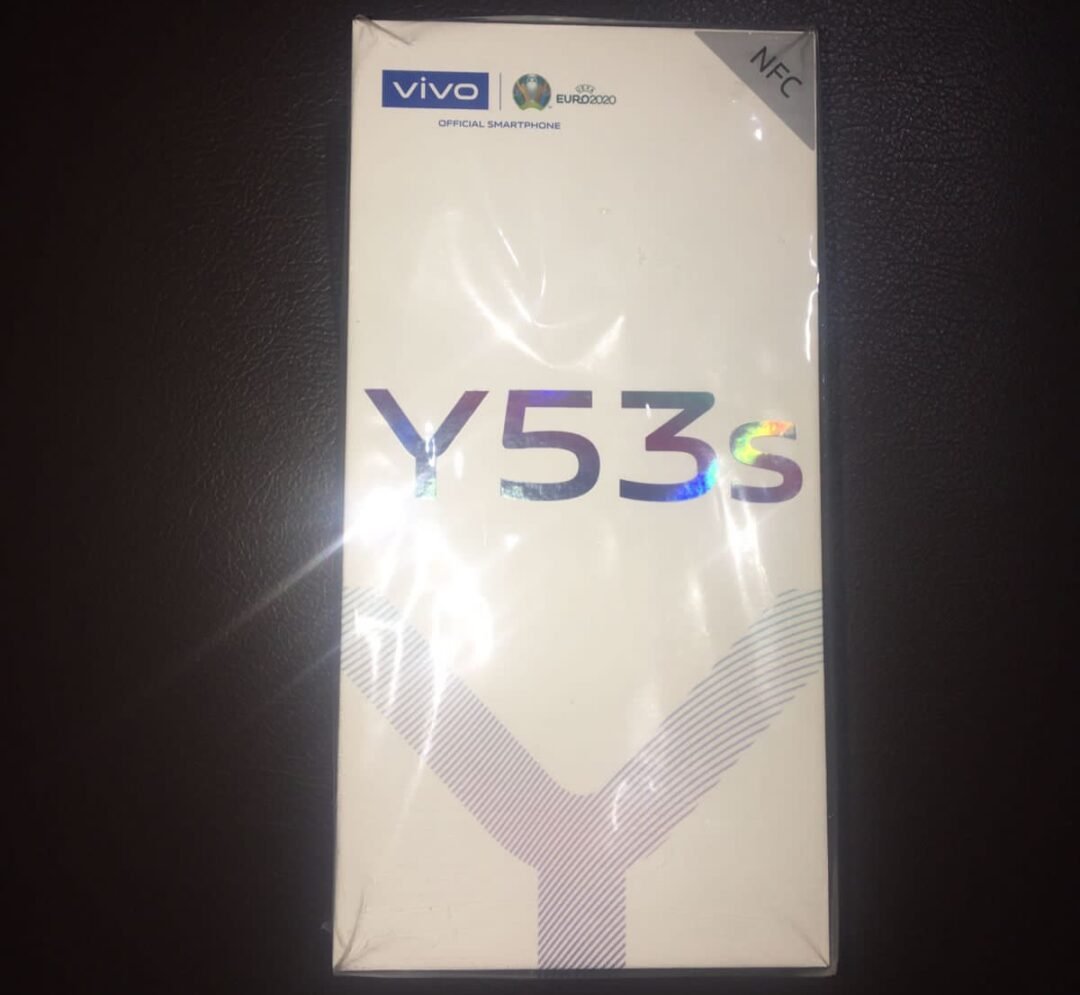 vivo
UEFA
EURO2020
OFFICIAL SMARTPHONE
NFC
Y53s